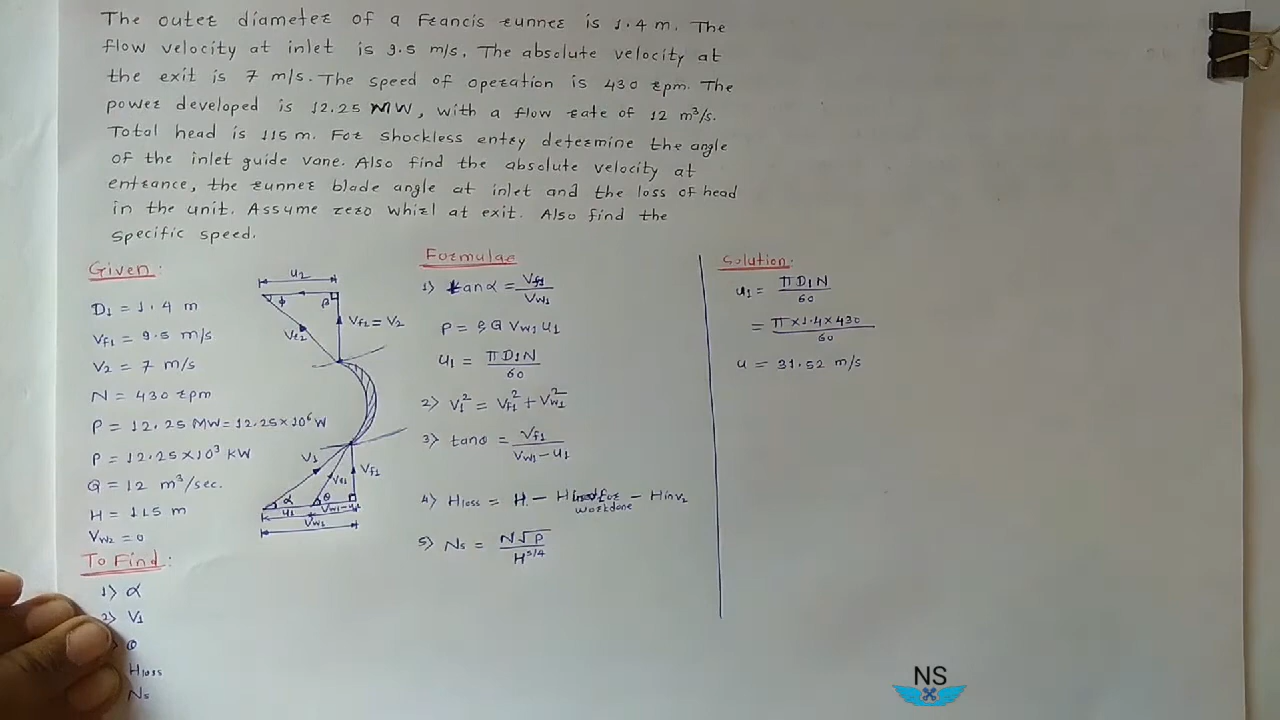 The outer diameter of a Francis runner is 1.4 m. The
flow velocity at inlet is 9.5 m/s. The absolute velocity at
the exit is 7 m/s. The speed of operation is 430 rpm. The
power developed is 12.25 MW, with a flow rate of 12 m³/s.
Total head is 115 m. For shockless entry determine the angle
of the inlet guide vane. Also find the absolute velocity at
entrance, the runner blade angle at inlet and the loss of head
in the unit. Assume zero whirl at exit. Also find the
specific speed.
Given:
D1 = 1.4 m
Vf1 = 9.5 m/s
V2 = 7 m/s
N = 430 rpm
P = 12.25 MW = 12.25 × 10⁶ W
P = 12.25 × 10³ KW
Q = 12 m³/sec.
H = 115 m
Vw2 = 0
To Find:
1) α
2) V1
θ
Hloss
Ns
u2
ϕ
β
Vr2
Vf1 = V2
V1
Vr1
Vf1
α
θ
u1
Vw1-u1
Vw1
Formulae
1) tanα = Vf1/Vw1
P = ρ Q Vw1 u1
u1 = πD1N/60
2) V1² = Vf1² + Vw1²
3) tanθ = Vf1/(Vw1 - u1)
4) Hloss = H - H for workdone - H in V2
5) Ns = N√P/H^5/4
Solution:
u1 = πD1N/60
= π×1.4×430/60
u = 31.52 m/s
NS